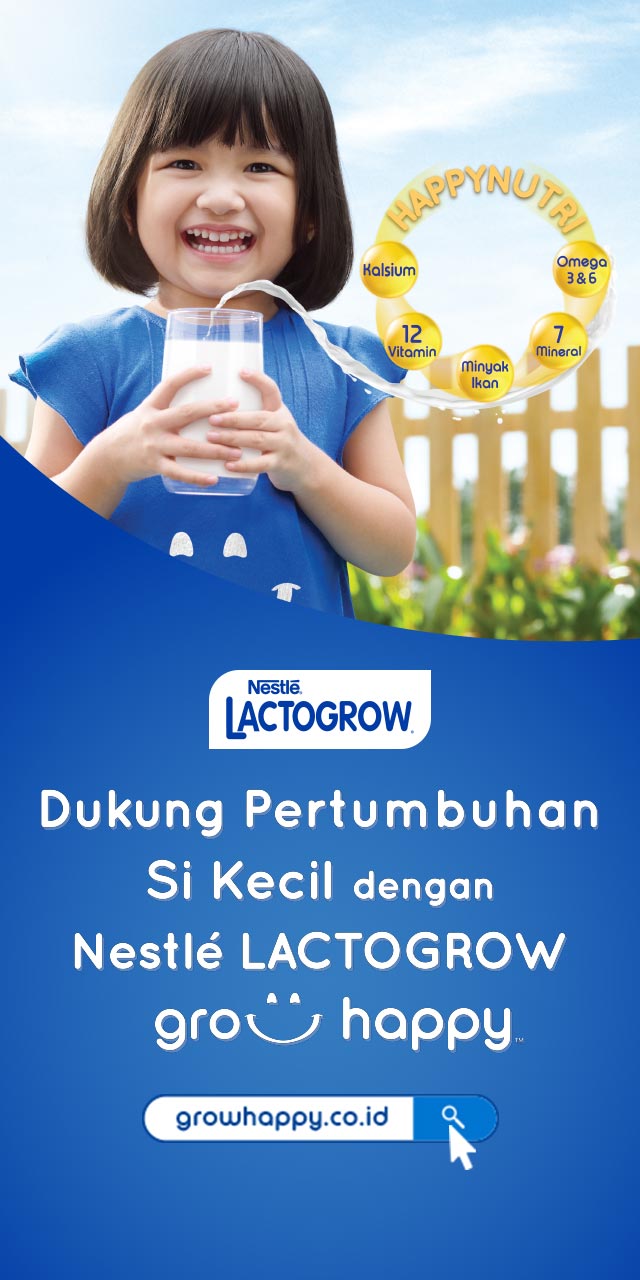 HAPPYNUTRI
Kalsium
Omega
3 & 6
12
Vitamin
7
Mineral
Minyak
Ikan
Nestlé®
LACTOGROW®
Dukung Pertumbuhan
Si Kecil dengan
Nestlé LACTOGROW
grow happy™
growhappy.co.id